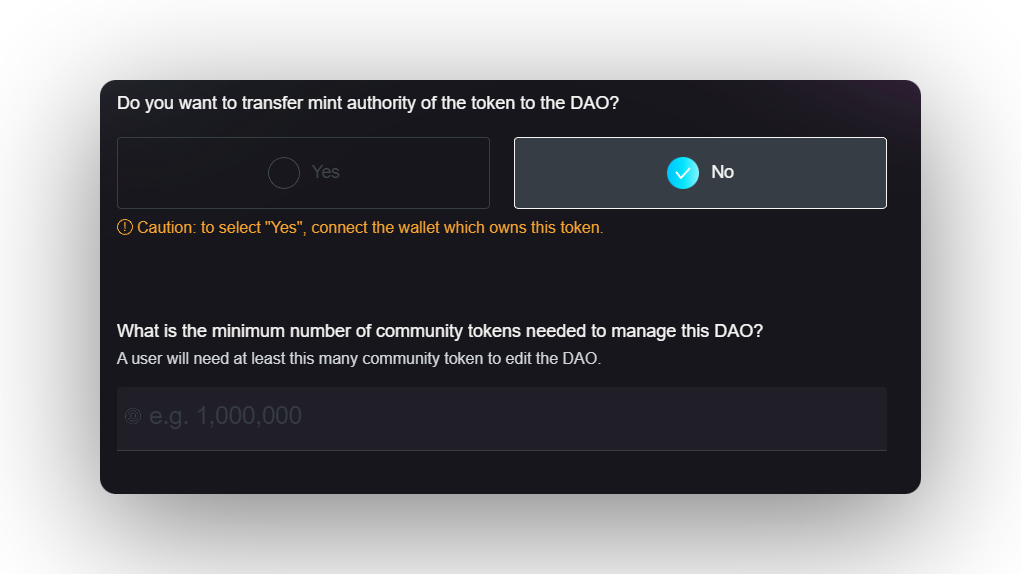 Do you want to transfer mint authority of the token to the DAO?
Yes
No
Caution: to select "Yes", connect the wallet which owns this token.
What is the minimum number of community tokens needed to manage this DAO?
A user will need at least this many community token to edit the DAO.
e.g. 1,000,000